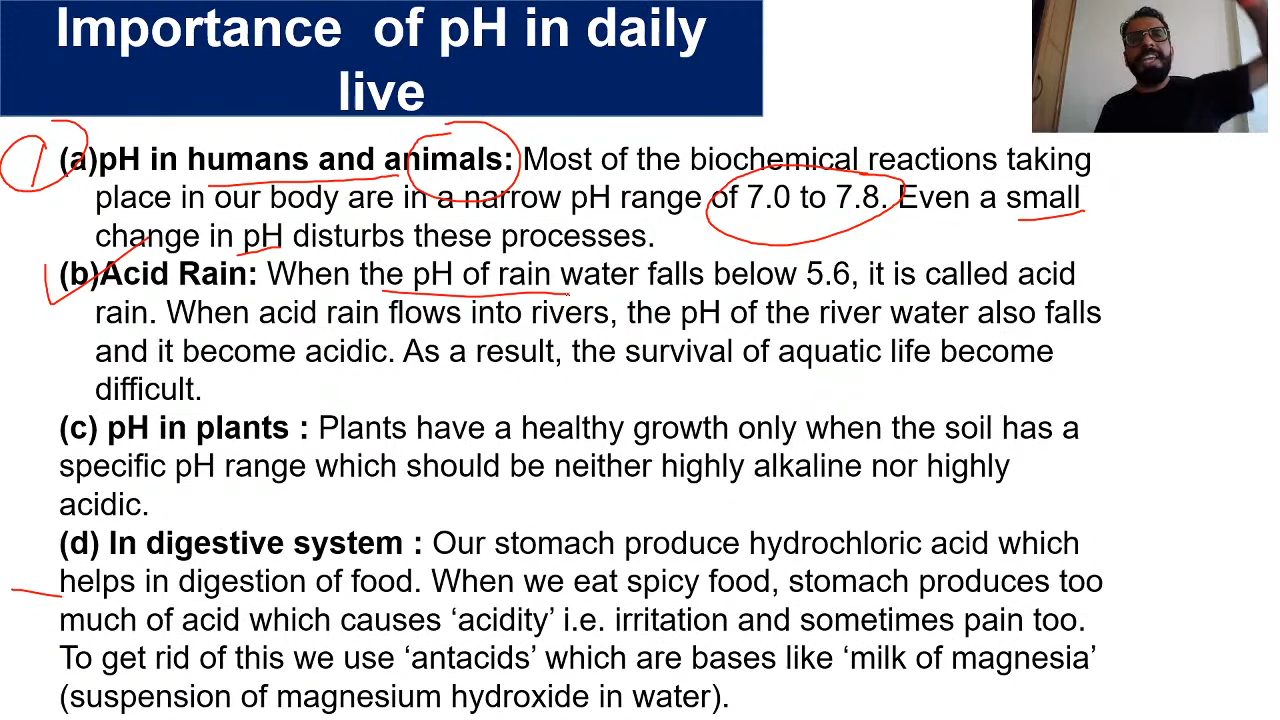 Importance of pH in daily
live
(a)pH in humans and animals: Most of the biochemical reactions taking
place in our body are in a narrow pH range of 7.0 to 7.8. Even a small
change in pH disturbs these processes.
(b)Acid Rain: When the pH of rain water falls below 5.6, it is called acid
rain. When acid rain flows into rivers, the pH of the river water also falls
and it become acidic. As a result, the survival of aquatic life become
difficult.
(c) pH in plants : Plants have a healthy growth only when the soil has a
specific pH range which should be neither highly alkaline nor highly
acidic.
(d) In digestive system : Our stomach produce hydrochloric acid which
helps in digestion of food. When we eat spicy food, stomach produces too
much of acid which causes ‘acidity’ i.e. irritation and sometimes pain too.
To get rid of this we use ‘antacids’ which are bases like ‘milk of magnesia’
(suspension of magnesium hydroxide in water).